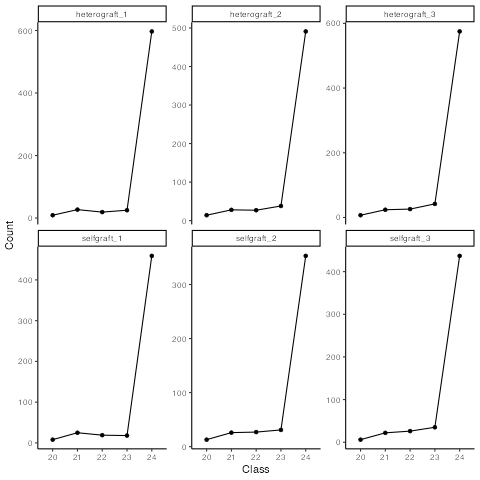 heterograft_1 heterograft_2 heterograft_3
600 500 600
400 400 400
300
200 200 200
100
0 0 0
Count
selfgraft_1 selfgraft_2 selfgraft_3
400 300 400
300 200 300
200 100 200
100 100
0 0 0
20 21 22 23 24 20 21 22 23 24 20 21 22 23 24
Class